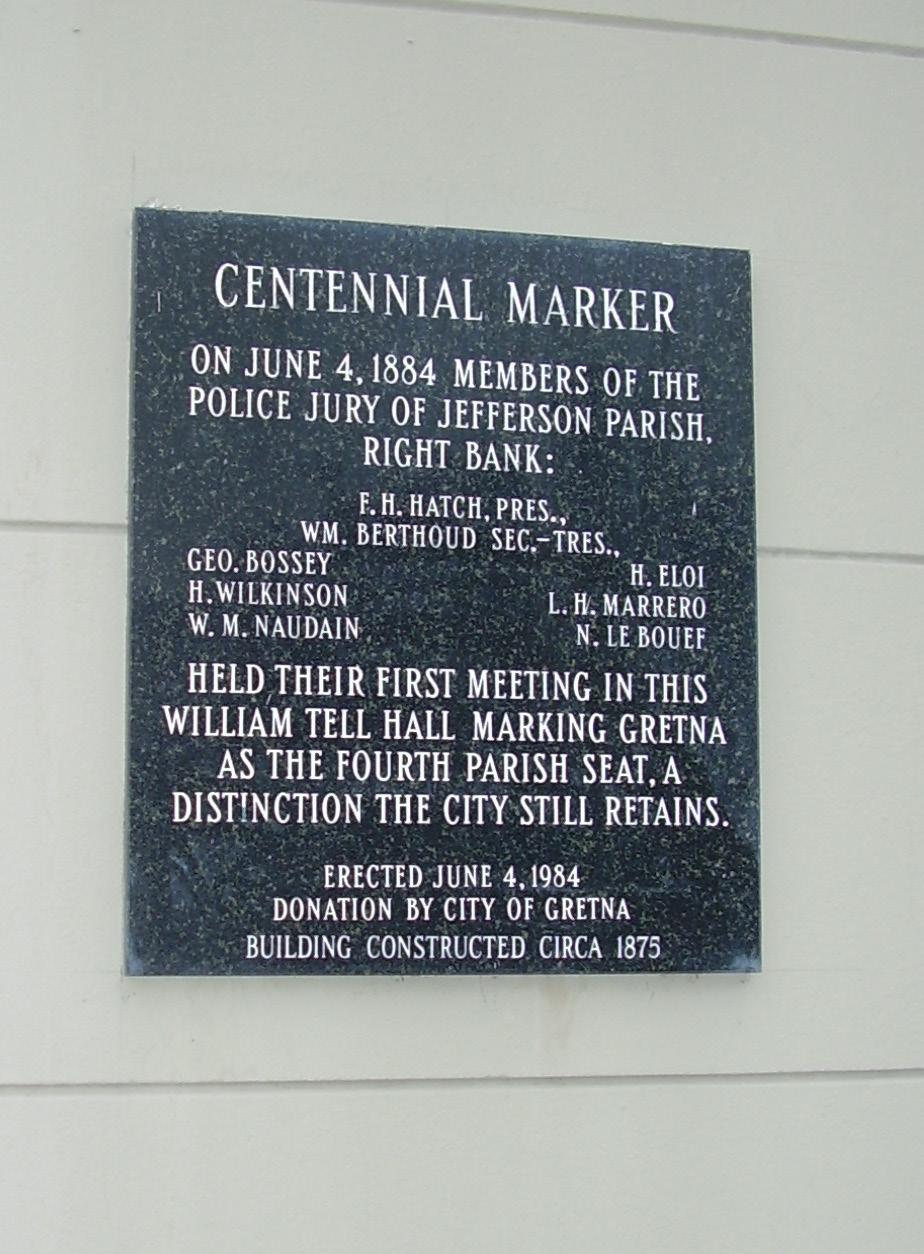 CENTENNIAL MARKER
ON JUNE 4, 1884 MEMBERS OF THE
POLICE JURY OF JEFFERSON PARISH,
RIGHT BANK:
F. H. HATCH, PRES.,
WM. BERTHOUD SEC.-TRES.,
GEO. BOSSEY H. ELOI
H. WILKINSON L. H. MARRERO
W. M. NAUDAIN N. LE BOUEF
HELD THEIR FIRST MEETING IN THIS
WILLIAM TELL HALL MARKING GRETNA
AS THE FOURTH PARISH SEAT, A
DISTINCTION THE CITY STILL RETAINS.
ERECTED JUNE 4, 1984
DONATION BY CITY OF GRETNA
BUILDING CONSTRUCTED CIRCA 1875